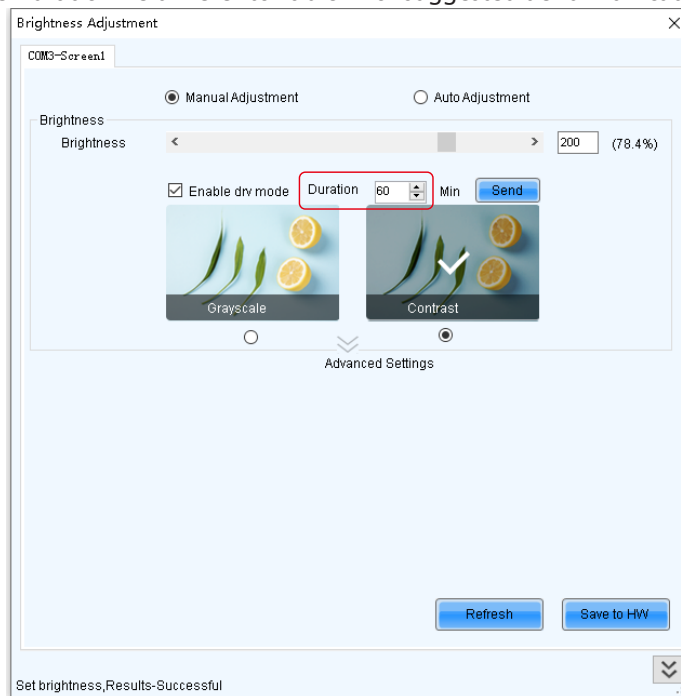 Brightness Adjustment
COM3-Screen1
Manual Adjustment Auto Adjustment
Brightness
Brightness 200 (78.4%)
Enable drv mode Duration 60 Min Send
Grayscale Contrast
Advanced Settings
Refresh Save to HW
Set brightness,Results-Successful